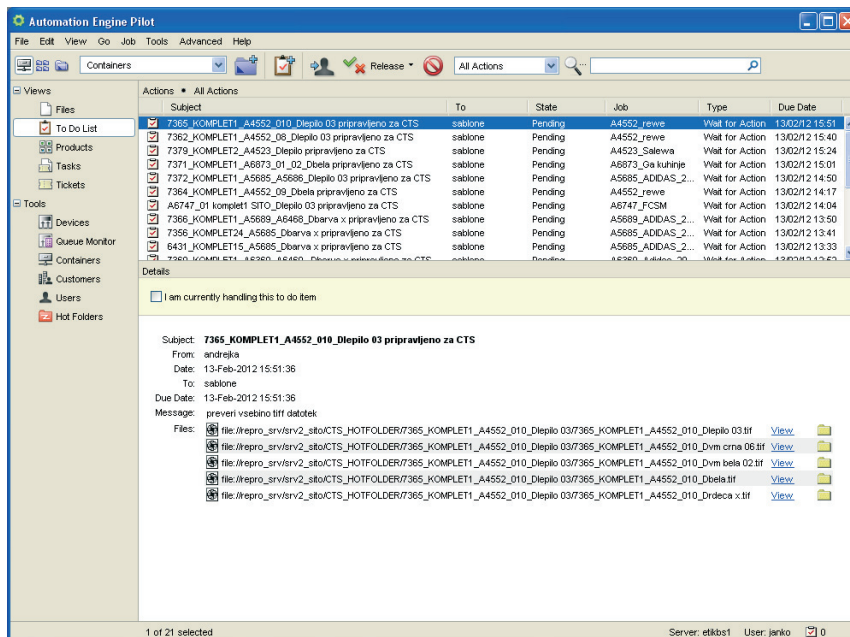 Automation Engine Pilot
File Edit View Go Job Tools Advanced Help
Containers Release All Actions
Views
Files
To Do List
Products
Tasks
Tickets
Tools
Devices
Queue Monitor
Containers
Customers
Users
Hot Folders
Actions • All Actions
Subject To State Job Type Due Date
7365_KOMPLET1_A4552_010_Dlepilo 03 pripravljeno za CTS sablone Pending A4552_rewe Wait for Action 13/02/12 15:51
7362_KOMPLET1_A4552_08_Dlepilo 03 pripravljeno za CTS sablone Pending A4552_rewe Wait for Action 13/02/12 15:40
7379_KOMPLET2_A4523_Dlepilo pripravljeno za CTS sablone Pending A4523_Salewa Wait for Action 13/02/12 15:24
7371_KOMPLET1_A6873_01_02_Dbela pripravljeno za CTS sablone Pending A6873_Ga kuhinje Wait for Action 13/02/12 15:01
7372_KOMPLET1_A5685_A5686_Dlepilo 03 pripravljeno za CTS sablone Pending A5685_ADIDAS_2... Wait for Action 13/02/12 14:50
7364_KOMPLET1_A4552_09_Dbela pripravljeno za CTS sablone Pending A4552_rewe Wait for Action 13/02/12 14:17
A6747_01 komplet1 SITO_Dlepilo 03 pripravljeno za CTS sablone Pending A6747_FCSM Wait for Action 13/02/12 14:04
7366_KOMPLET1_A5689_A6468_Dbarva x pripravljeno za CTS sablone Pending A5689_ADIDAS_2... Wait for Action 13/02/12 13:50
7356_KOMPLET24_A5685_Dbarva x pripravljeno za CTS sablone Pending A5685_ADIDAS_2... Wait for Action 13/02/12 13:41
6431_KOMPLET15_A5685_Dbarva x pripravljeno za CTS sablone Pending A5685_ADIDAS_2... Wait for Action 13/02/12 13:33
Details
I am currently handling this to do item
Subject: 7365_KOMPLET1_A4552_010_Dlepilo 03 pripravljeno za CTS
From: andrejka
Date: 13-Feb-2012 15:51:36
To: sablone
Due Date: 13-Feb-2012 15:51:36
Message: preveri vsebino tiff datotek
Files: file://repro_srv/srv2_sito/CTS_HOTFOLDER/7365_KOMPLET1_A4552_010_Dlepilo 03/7365_KOMPLET1_A4552_010_Dlepilo 03.tif View
file://repro_srv/srv2_sito/CTS_HOTFOLDER/7365_KOMPLET1_A4552_010_Dlepilo 03/7365_KOMPLET1_A4552_010_Dvm crna 06.tif View
file://repro_srv/srv2_sito/CTS_HOTFOLDER/7365_KOMPLET1_A4552_010_Dlepilo 03/7365_KOMPLET1_A4552_010_Dvm bela 02.tif View
file://repro_srv/srv2_sito/CTS_HOTFOLDER/7365_KOMPLET1_A4552_010_Dlepilo 03/7365_KOMPLET1_A4552_010_Dbela.tif View
file://repro_srv/srv2_sito/CTS_HOTFOLDER/7365_KOMPLET1_A4552_010_Dlepilo 03/7365_KOMPLET1_A4552_010_Drdeca x.tif View
1 of 21 selected Server: etikbs1 User: janko 0